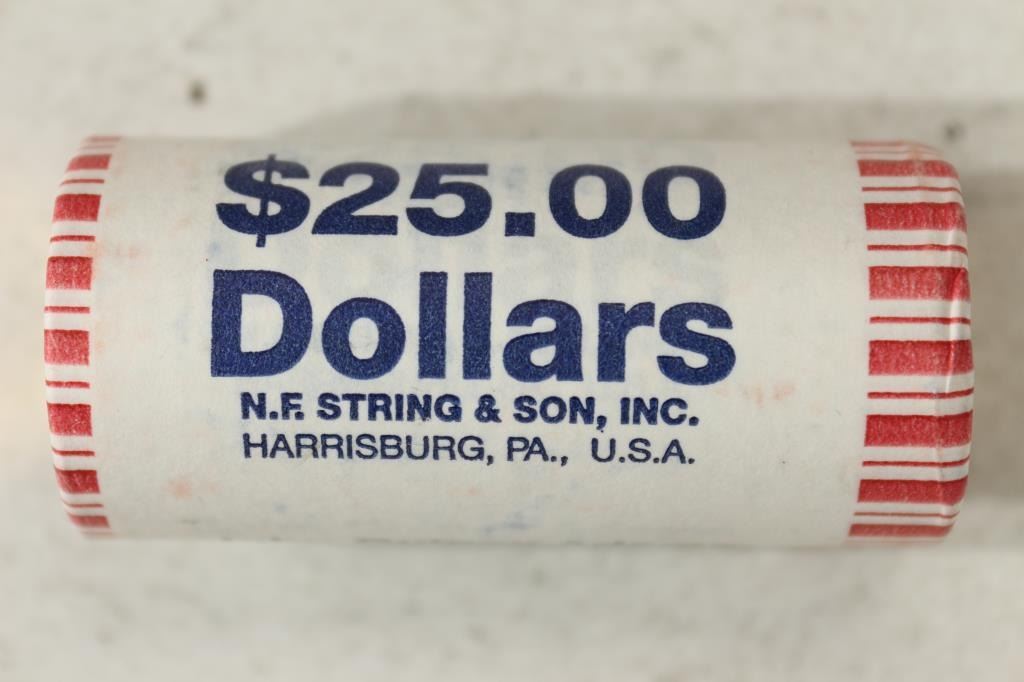 $25.00
Dollars
N.F. STRING & SON, INC.
HARRISBURG, PA., U.S.A.